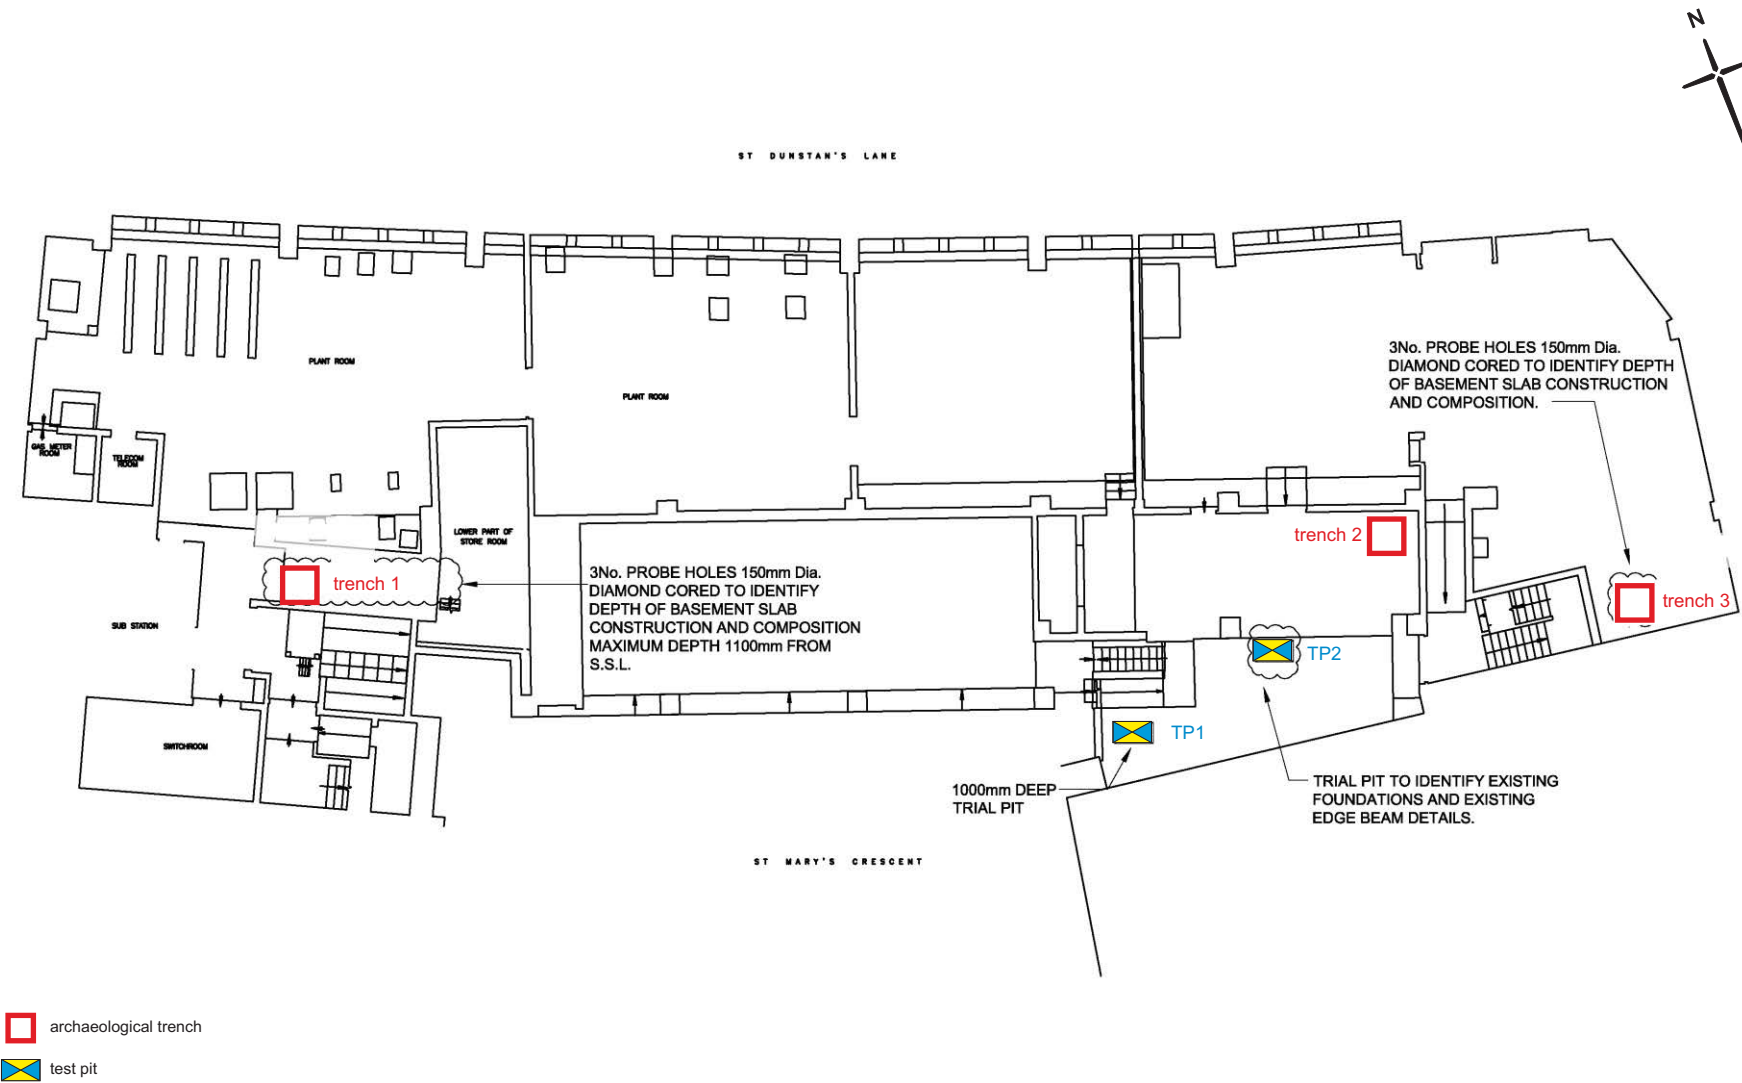 N
ST DUNSTAN'S LANE
3No. PROBE HOLES 150mm Dia.
DIAMOND CORED TO IDENTIFY DEPTH
OF BASEMENT SLAB CONSTRUCTION
AND COMPOSITION.
PLANT ROOM
PLANT ROOM
GAS METER
ROOM
TELECOM
ROOM
LOWER PART OF
STORE ROOM
trench 2
3No. PROBE HOLES 150mm Dia.
DIAMOND CORED TO IDENTIFY
DEPTH OF BASEMENT SLAB
CONSTRUCTION AND COMPOSITION
MAXIMUM DEPTH 1100mm FROM
S.S.L.
trench 1
trench 3
SUB STATION
TP2
TP1
SWITCHROOM
1000mm DEEP
TRIAL PIT
TRIAL PIT TO IDENTIFY EXISTING
FOUNDATIONS AND EXISTING
EDGE BEAM DETAILS.
ST MARY'S CRESCENT
archaeological trench
test pit